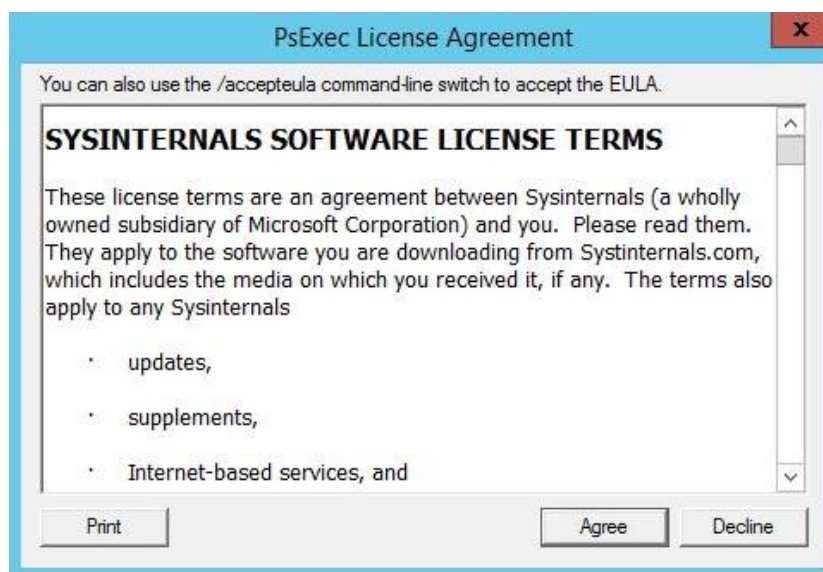 PsExec License Agreement
x
You can also use the /accepteula command-line switch to accept the EULA.
SYSINTERNALS SOFTWARE LICENSE TERMS
These license terms are an agreement between Sysinternals (a wholly
owned subsidiary of Microsoft Corporation) and you.  Please read them.
They apply to the software you are downloading from Systinternals.com,
which includes the media on which you received it, if any.  The terms also
apply to any Sysinternals
· updates,
· supplements,
· Internet-based services, and
Print
Agree
Decline